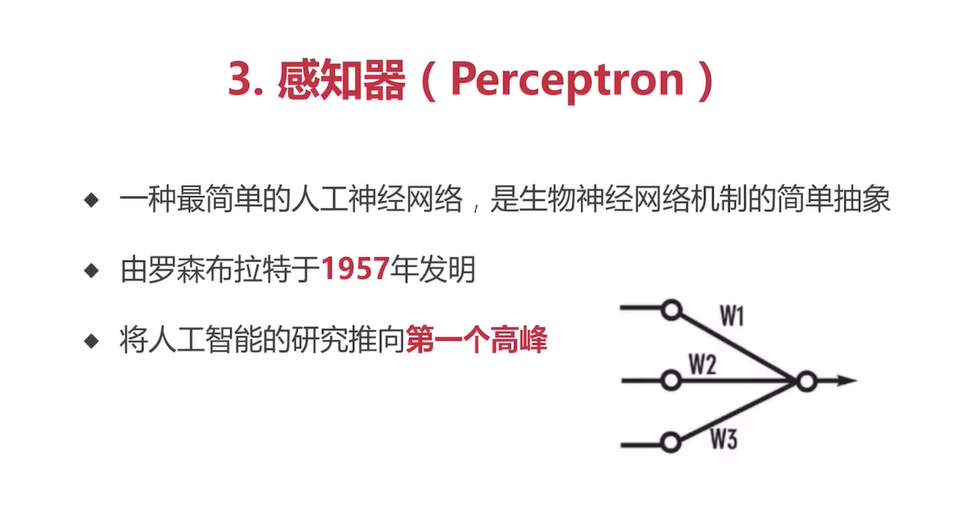 3. 感知器（Perceptron）
一种最简单的人工神经网络，是生物神经网络机制的简单抽象
由罗森布拉特于1957年发明
将人工智能的研究推向第一个高峰
W1
W2
W3